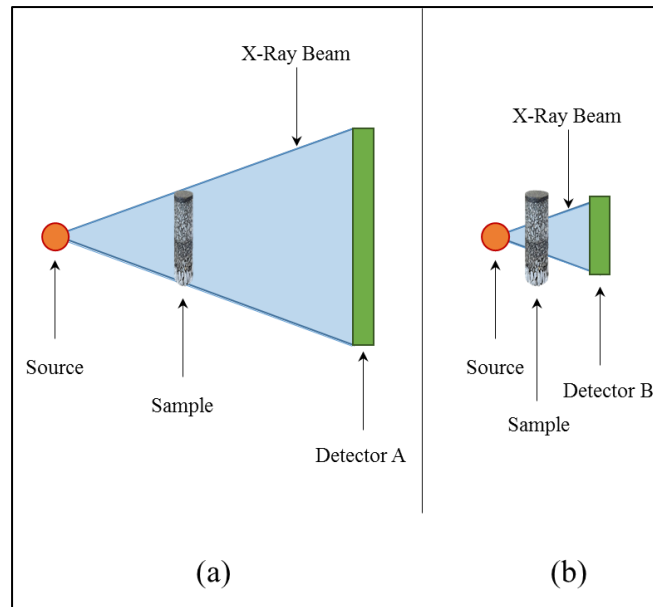 X-Ray Beam
Source
Sample
Detector A
(a)
X-Ray Beam
Source
Detector B
Sample
(b)